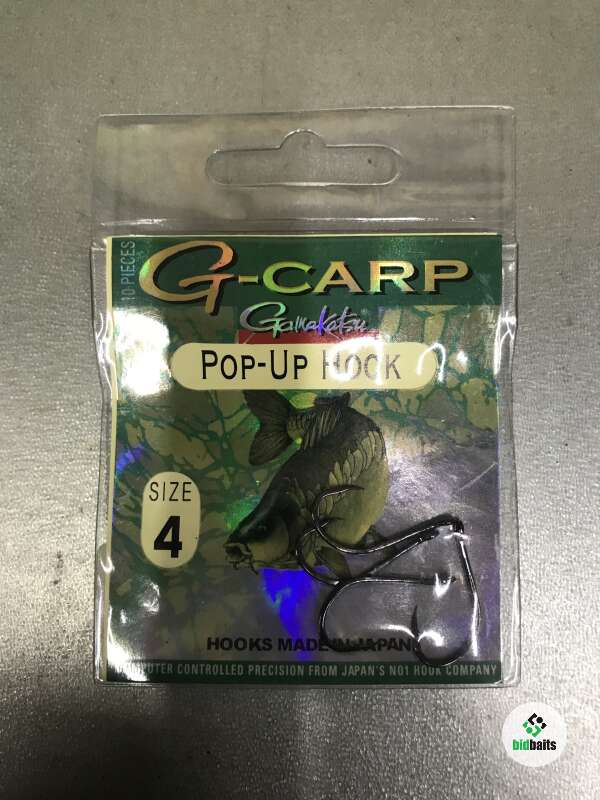 10 PIECES
G-CARP
Gamakatsu
POP-UP HOOK
SIZE
4
HOOKS MADE IN JAPAN
COMPUTER CONTROLLED PRECISION FROM JAPAN'S NO1 HOOK COMPANY
bidbaits